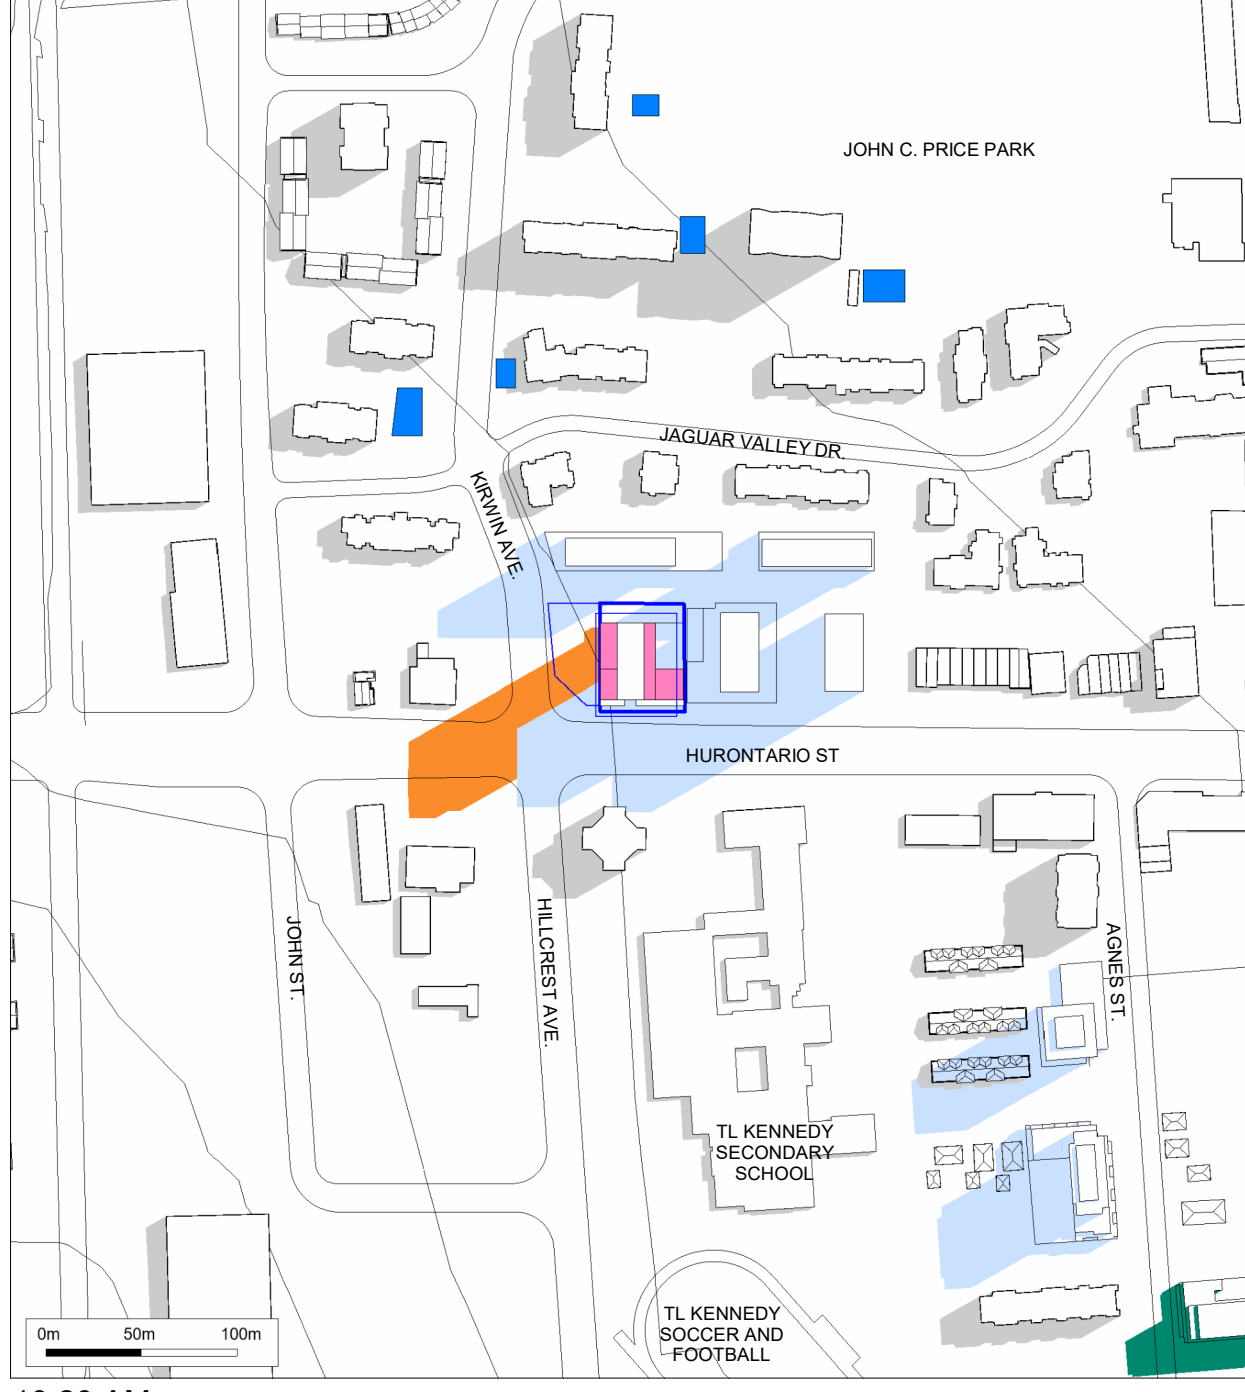 JOHN C. PRICE PARK
JAGUAR VALLEY DR.
KIRWIN AVE.
HURONTARIO ST
JOHN ST.
HILLCREST AVE.
AGNES ST.
TL KENNEDY
SECONDARY
SCHOOL
TL KENNEDY
SOCCER AND
FOOTBALL
0m 50m 100m